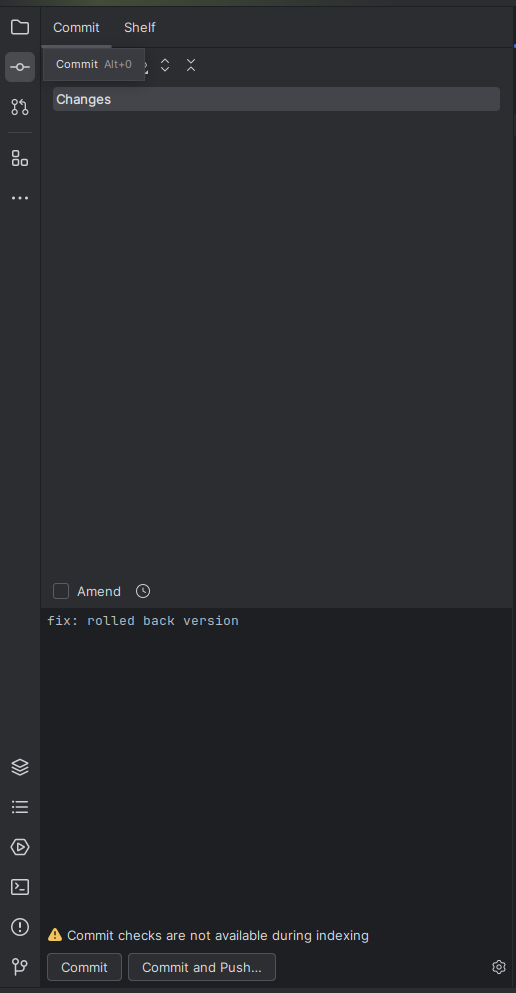 Commit Shelf
Commit Alt+0
Changes
Amend
fix: rolled back version
Commit checks are not available during indexing
Commit Commit and Push...